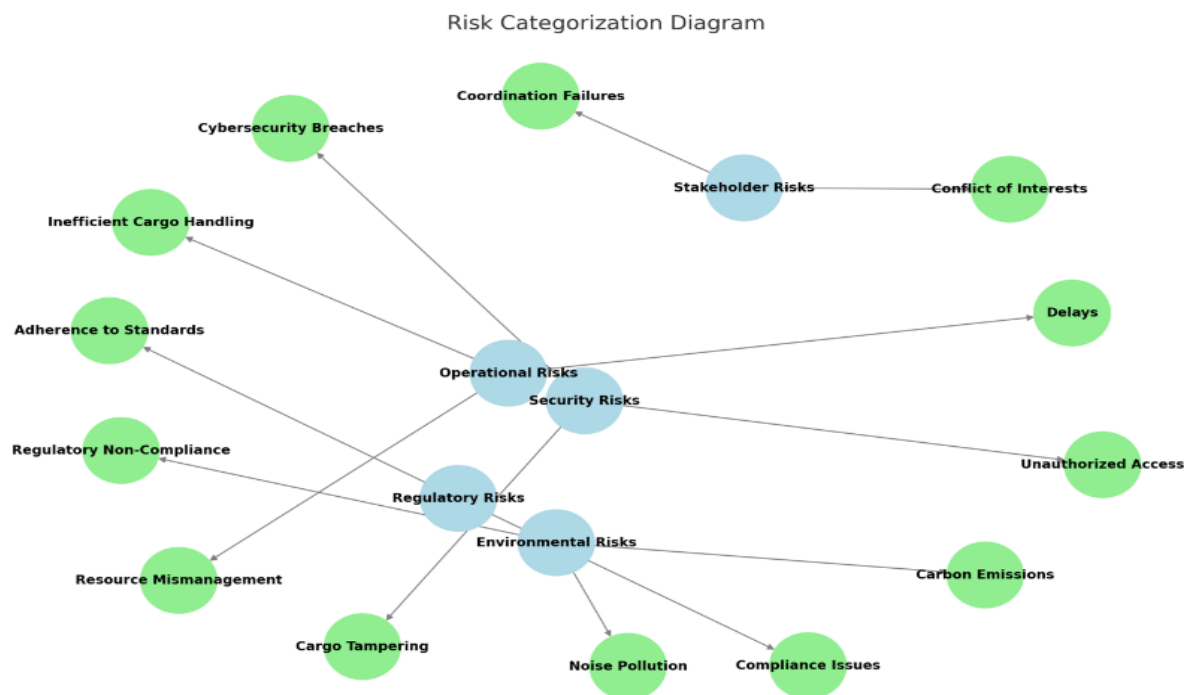 Risk Categorization Diagram
Coordination Failures
Cybersecurity Breaches
Stakeholder Risks
Conflict of Interests
Inefficient Cargo Handling
Delays
Adherence to Standards
Operational Risks
Security Risks
Regulatory Non-Compliance
Unauthorized Access
Regulatory Risks
Environmental Risks
Carbon Emissions
Resource Mismanagement
Cargo Tampering
Noise Pollution
Compliance Issues